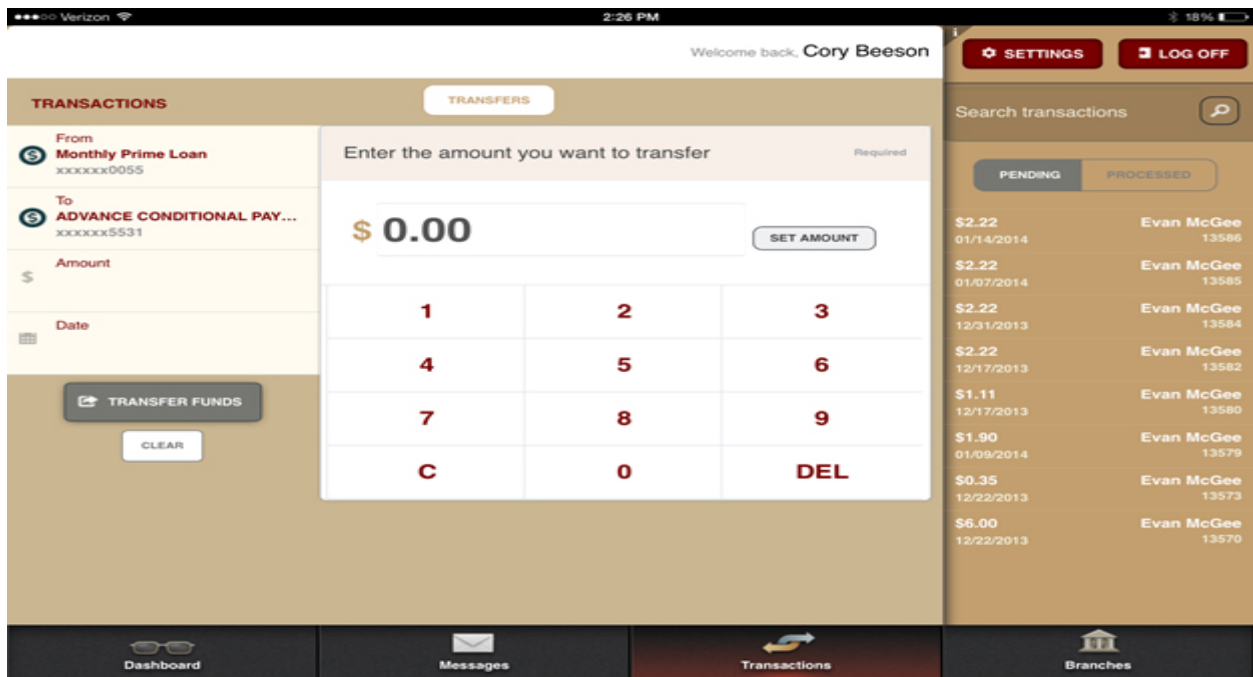 Verizon 2:26 PM 18%
Welcome back, Cory Beeson
SETTINGS LOG OFF
TRANSACTIONS
TRANSFERS
Search transactions
From
Monthly Prime Loan
xxxxxx0055
To
ADVANCE CONDITIONAL PAY...
xxxxxx5531
Amount
Date
TRANSFER FUNDS
CLEAR
Enter the amount you want to transfer Required
$ 0.00 SET AMOUNT
1 2 3
4 5 6
7 8 9
C 0 DEL
PENDING PROCESSED
$2.22 Evan McGee
01/14/2014 13586
$2.22 Evan McGee
01/07/2014 13585
$2.22 Evan McGee
12/31/2013 13584
$2.22 Evan McGee
12/17/2013 13582
$1.11 Evan McGee
12/17/2013 13580
$1.90 Evan McGee
01/09/2014 13579
$0.35 Evan McGee
12/22/2013 13573
$6.00 Evan McGee
12/22/2013 13570
Dashboard Messages Transactions Branches